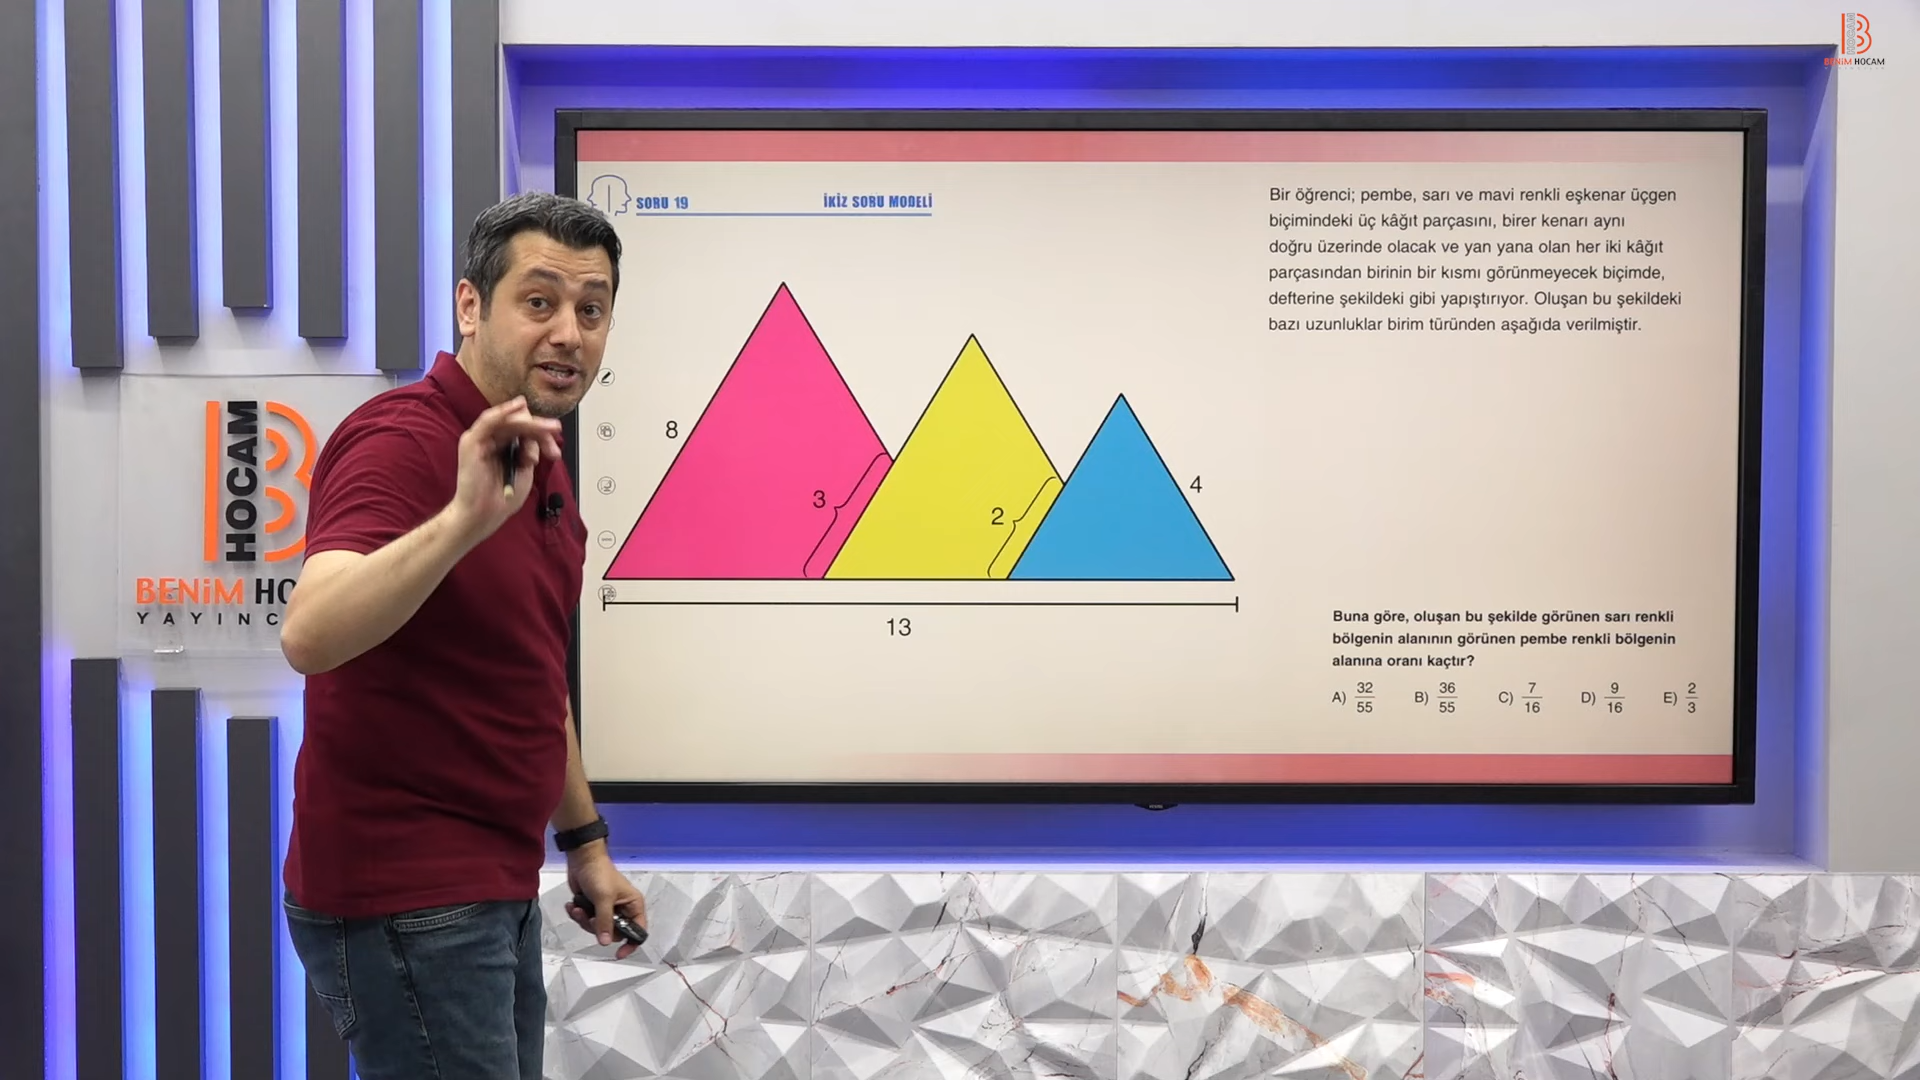 HOCAM
BENİM HOCAM
SORU 19
İKİZ SORU MODELİ
Bir öğrenci; pembe, sarı ve mavi renkli eşkenar üçgen
biçimindeki üç kâğıt parçasını, birer kenarı aynı
doğru üzerinde olacak ve yan yana olan her iki kâğıt
parçasından birinin bir kısmı görünmeyecek biçimde,
defterine şekildeki gibi yapıştırıyor. Oluşan bu şekildeki
bazı uzunluklar birim türünden aşağıda verilmiştir.
8
3
2
4
13
Buna göre, oluşan bu şekilde görünen sarı renkli
bölgenin alanının görünen pembe renkli bölgenin
alanına oranı kaçtır?
A) 32/55 B) 36/55 C) 7/16 D) 9/16 E) 2/3
HOCAM
BENİM HO
YAYINC